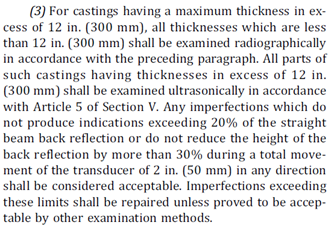 (3) For castings having a maximum thickness in ex-
cess of 12 in. (300 mm), all thicknesses which are less
than 12 in. (300 mm) shall be examined radiographically
in accordance with the preceding paragraph. All parts of
such castings having thicknesses in excess of 12 in.
(300 mm) shall be examined ultrasonically in accordance
with Article 5 of Section V. Any imperfections which do
not produce indications exceeding 20% of the straight
beam back reflection or do not reduce the height of the
back reflection by more than 30% during a total move-
ment of the transducer of 2 in. (50 mm) in any direction
shall be considered acceptable. Imperfections exceeding
these limits shall be repaired unless proved to be accep-
table by other examination methods.